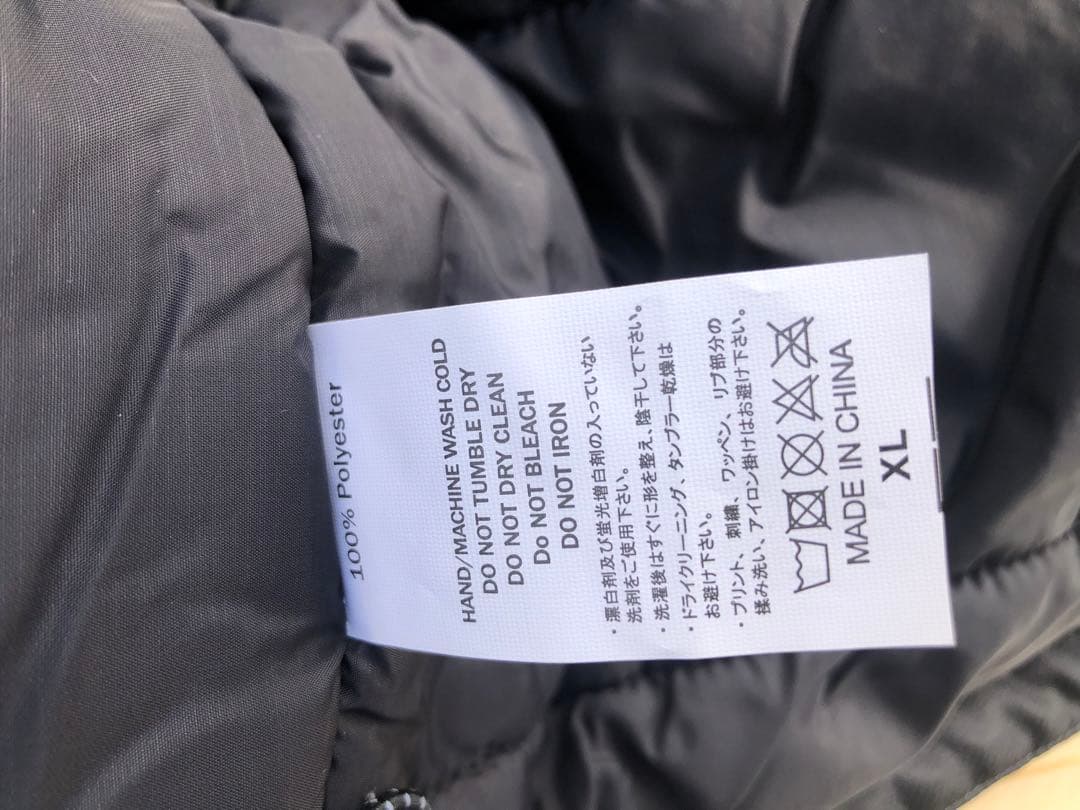 100% Polyester
HAND/MACHINE WASH COLD
DO NOT TUMBLE DRY
DO NOT DRY CLEAN
Do NOT BLEACH
DO NOT IRON
・漂白剤及び蛍光増白剤の入っていない
洗剤をご使用下さい。
・洗濯後はすぐに形を整え、陰干して下さい。
・ドライクリーニング、タンブラー乾燥は
お避け下さい。
・プリント、刺繍、ワッペン、リブ部分の
揉み洗い、アイロン掛けはお避け下さい。
MADE IN CHINA
XL